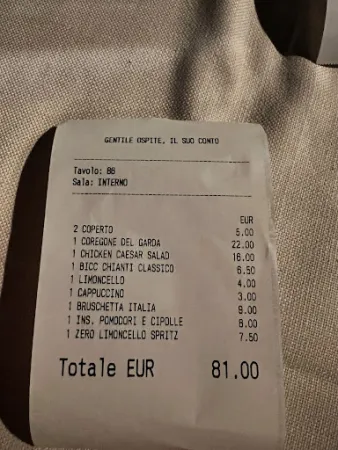 GENTILE OSPITE, IL SUO CONTO
Tavolo: 88
Sala: INTERNO
EUR
2 COPERTO 5.00
1 COREGONE DEL GARDA 22.00
1 CHICKEN CAESAR SALAD 18.00
1 BICC CHIANTI CLASSICO 6.50
1 LIMONCELLO 4.00
1 CAPPUCCINO 3.00
1 BRUSCHETTA ITALIA 9.00
1 INS. POMODORI E CIPOLLE 6.00
1 ZERO LIMONCELLO SPRITZ 7.50
Totale EUR 81.00